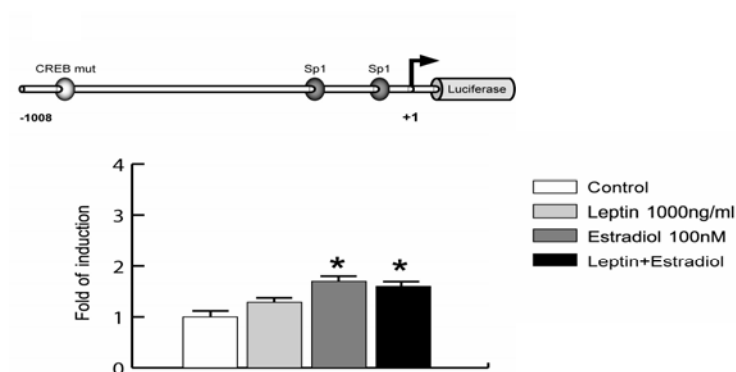 CREB mut
Sp1
Sp1
Luciferase
-1008
+1
4
3
2
1
0
Fold of induction
* *
Control
Leptin 1000ng/ml
Estradiol 100nM
Leptin+Estradiol